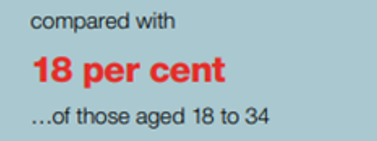 compared with
18 per cent
…of those aged 18 to 34